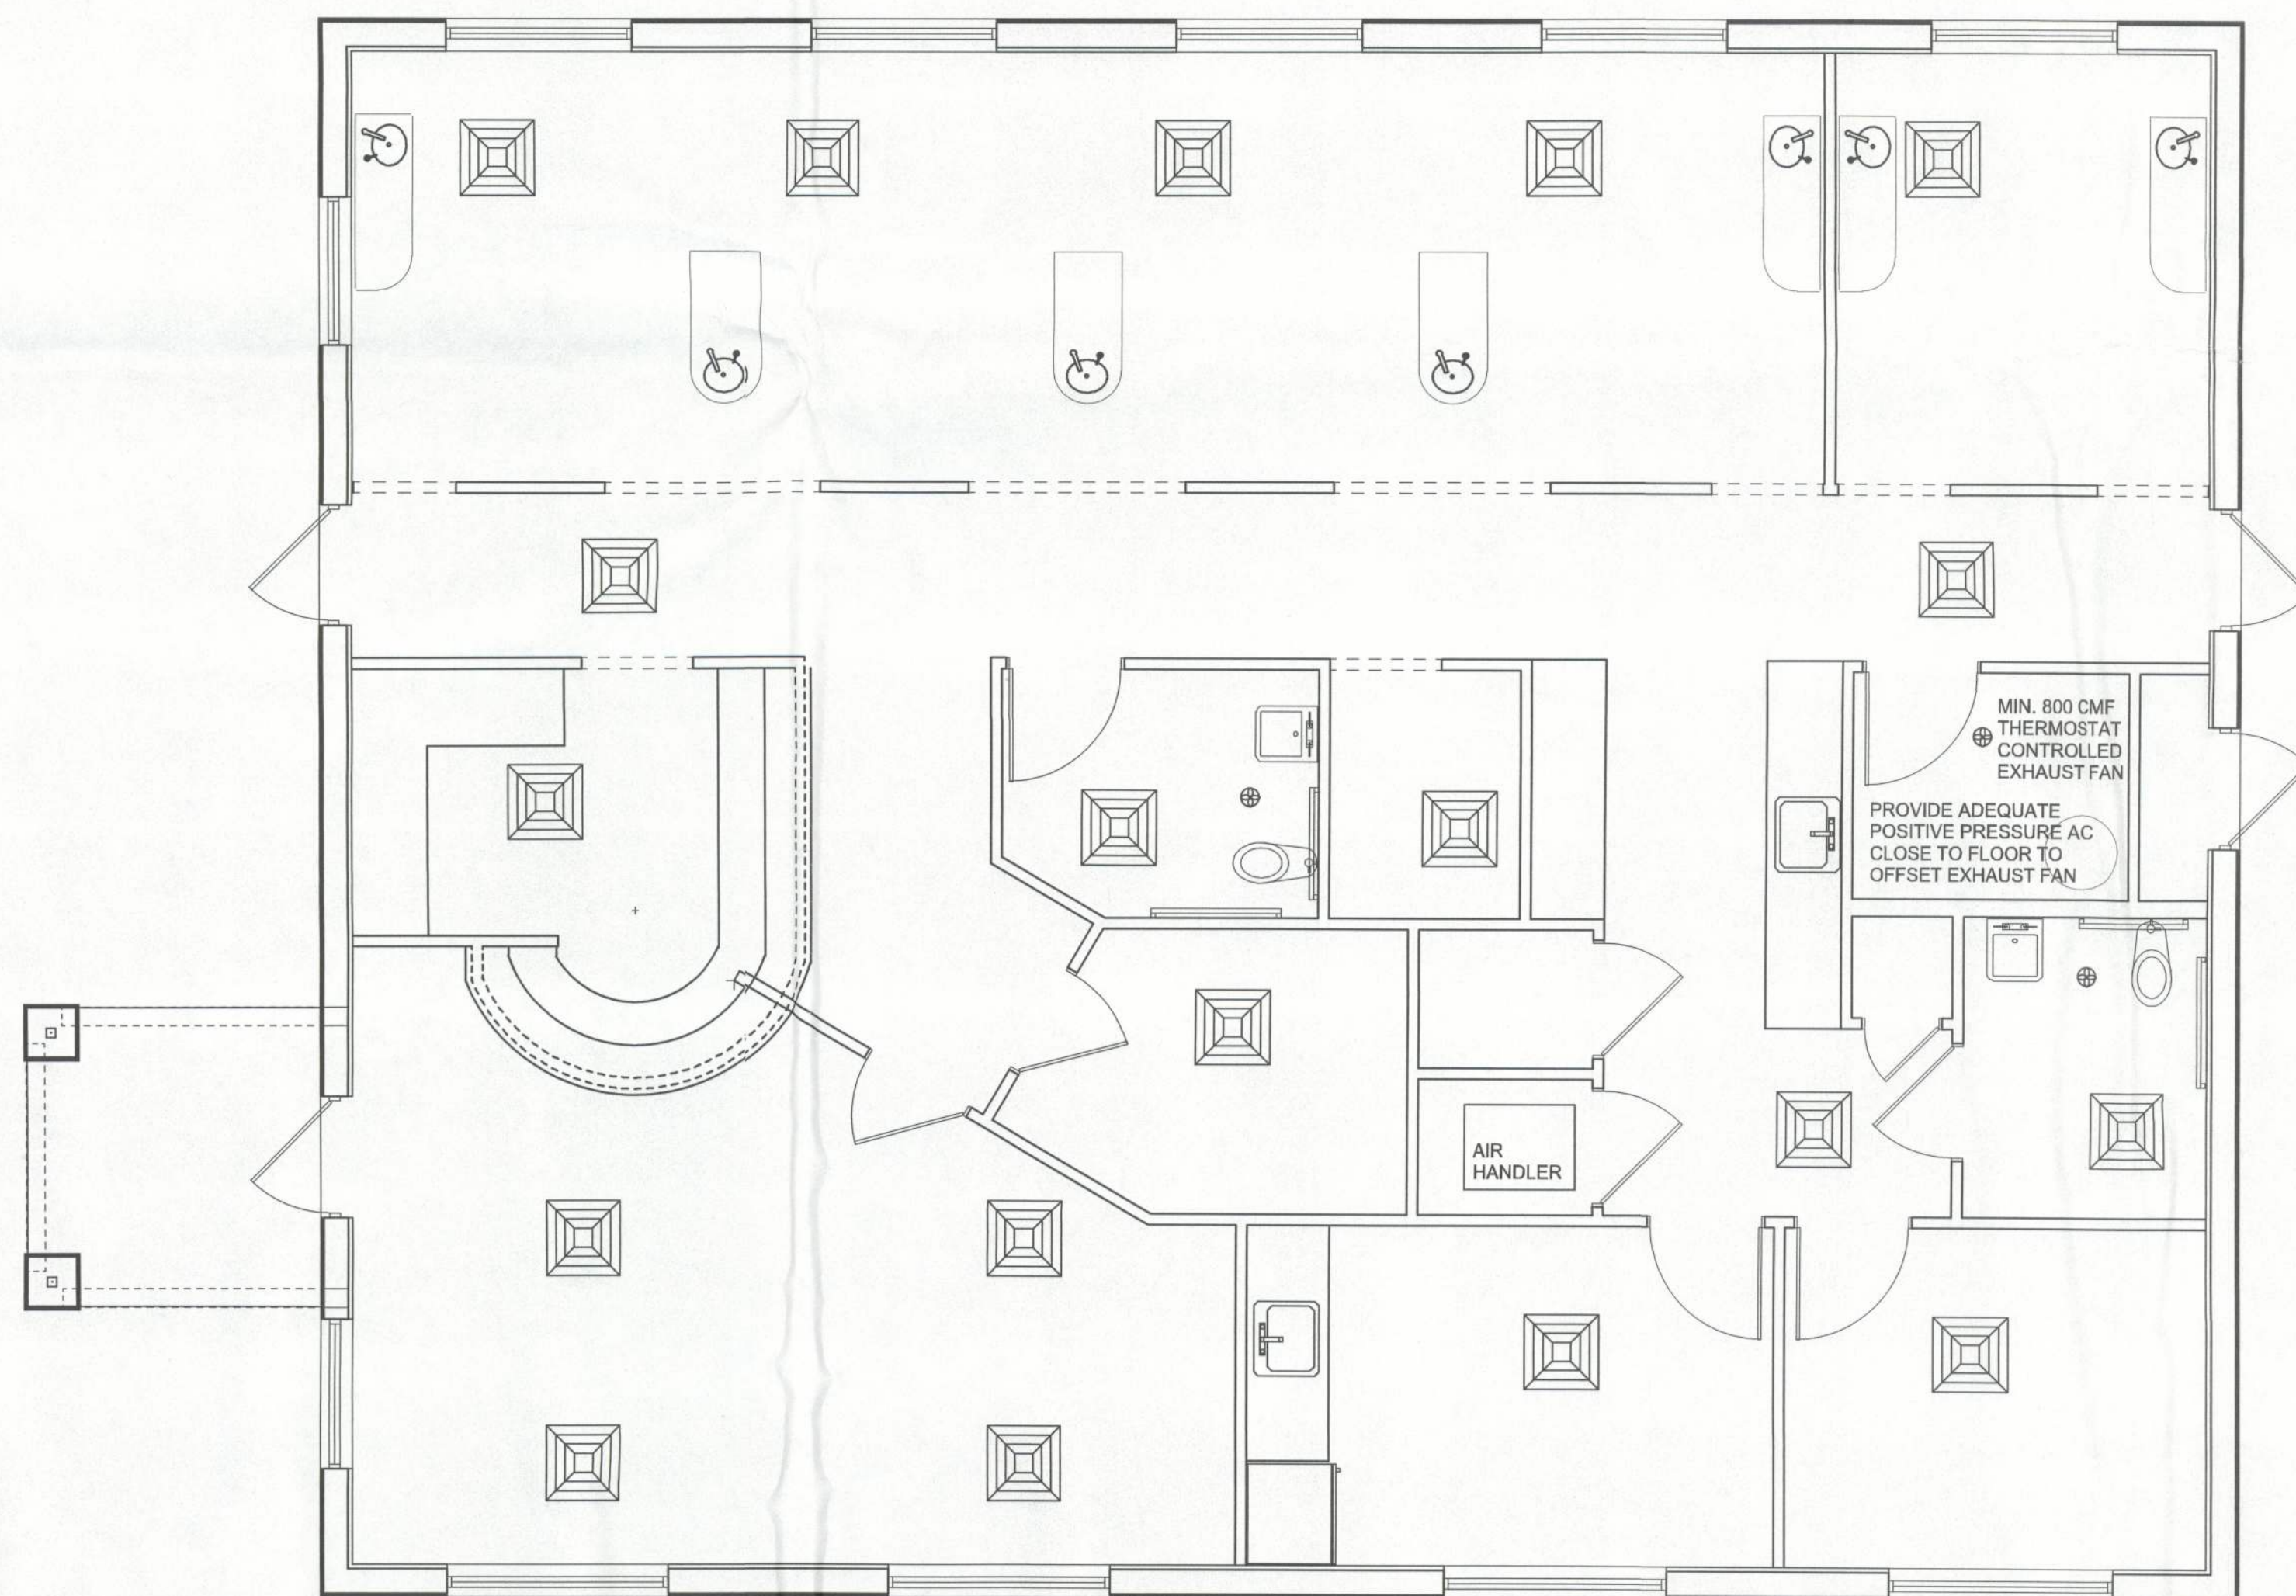 MIN. 800 CMF
THERMOSTAT
CONTROLLED
EXHAUST FAN
PROVIDE ADEQUATE
POSITIVE PRESSURE AC
CLOSE TO FLOOR TO
OFFSET EXHAUST FAN
AIR
HANDLER